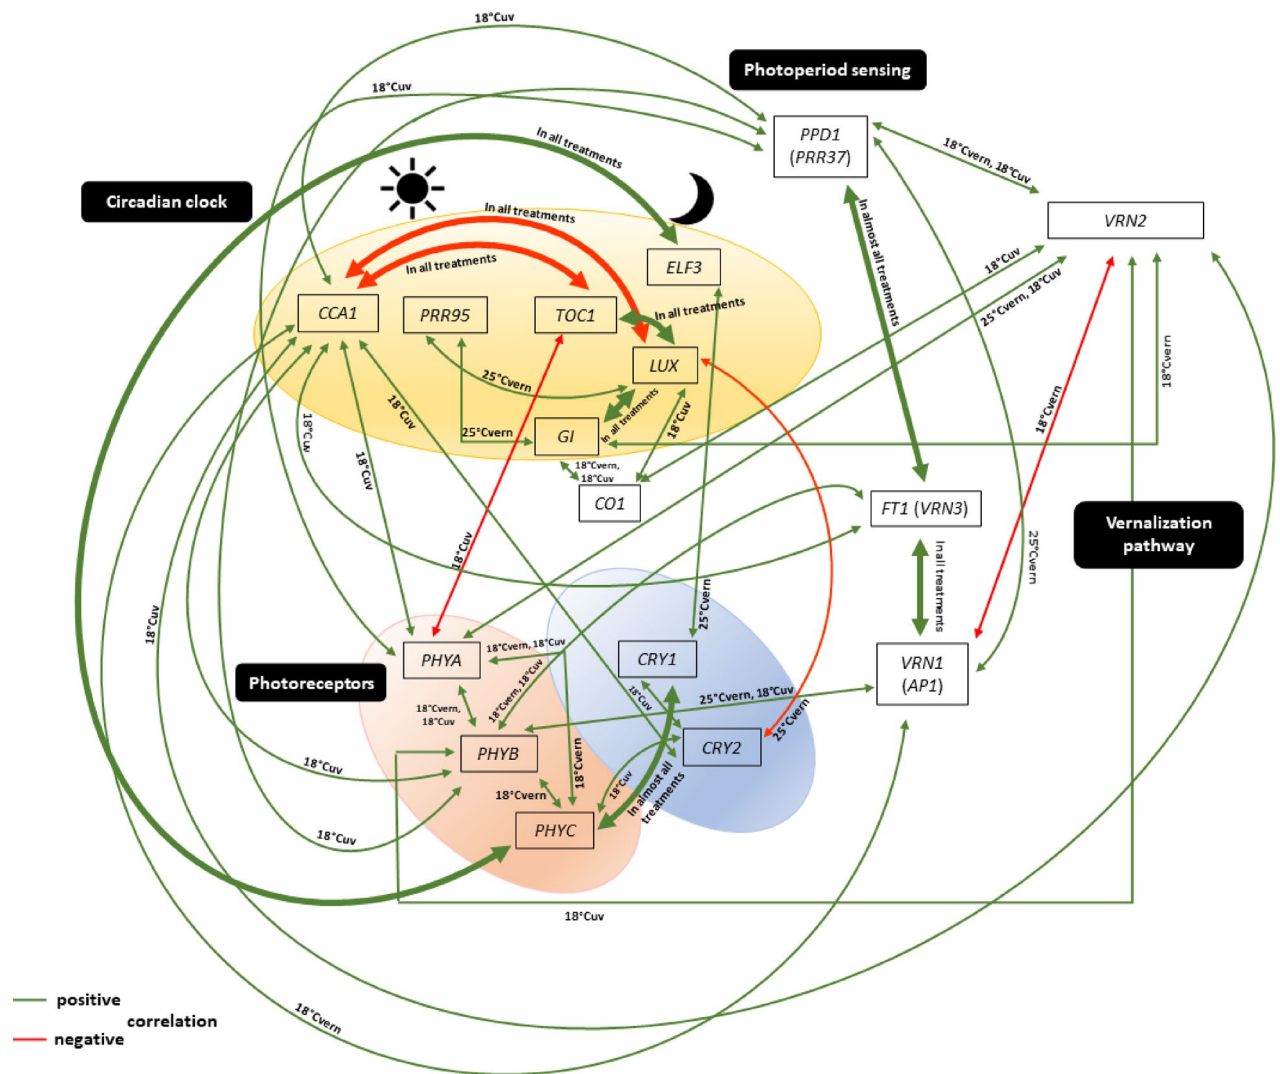 18°Cuv
Photoperiod sensing
18°Cuv
PPD1
(PRR37)
In all treatments
18°Cvern, 18°Cuv
Circadian clock
In all treatments
In almost all treatments
VRN2
ELF3
In all treatments
18°Cuv
25°Cvern, 18°Cuv
CCA1
PRR95
TOC1
In all treatments
LUX
25°Cvern
18°Cvern
18°Cvern
18°Cuv
18°Cuv
18°Cuv
In all treatments
25°Cvern
GI
18°Cuv
18°Cvern,
18°Cuv
CO1
FT1 (VRN3)
Vernalization
pathway
18°Cuv
In all treatments
25°Cvern
25°Cvern
18°Cuv
PHYA
18°Cvern, 18°Cuv
CRY1
VRN1
(AP1)
Photoreceptors
18°Cvern,
18°Cuv
18°Cvern, 18°Cuv
18°Cuv
25°Cvern, 18°Cuv
25°Cvern
PHYB
CRY2
18°Cvern
18°Cuv
18°Cuv
18°Cvern
In almost all
treatments
PHYC
18°Cuv
18°Cuv
positive
correlation
negative
18°Cvern